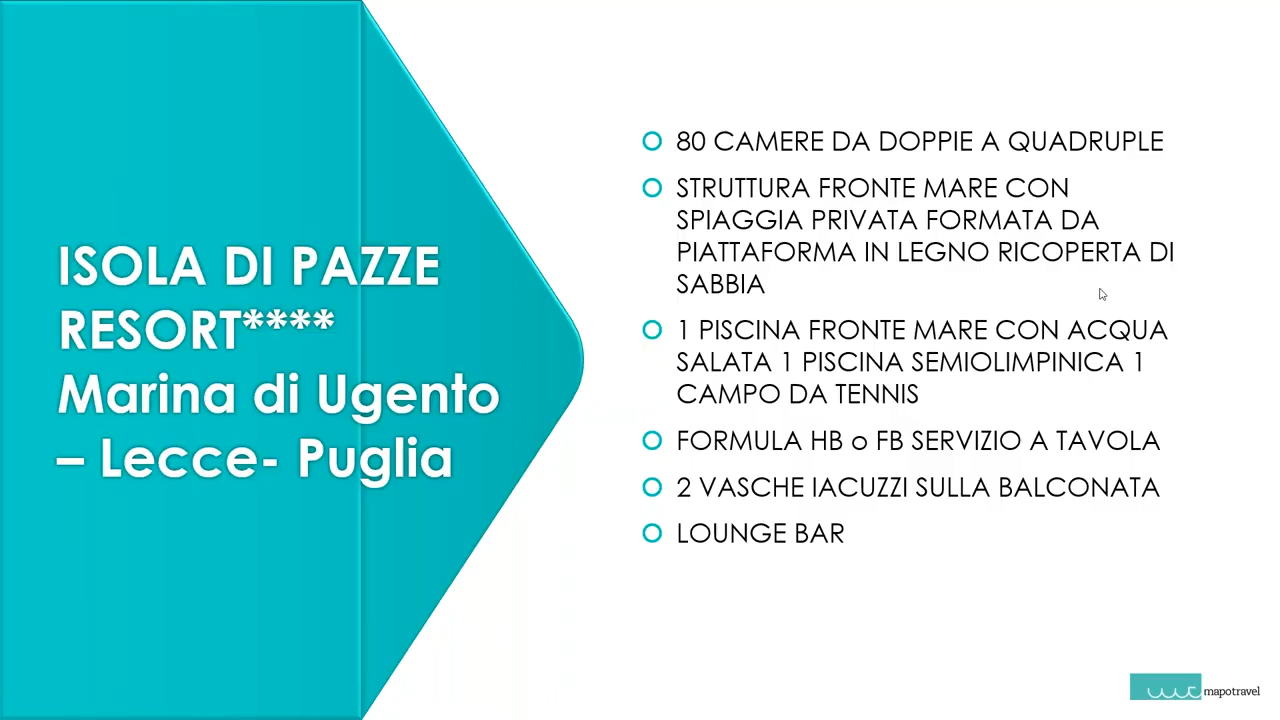 ISOLA DI PAZZE
RESORT****
Marina di Ugento
– Lecce- Puglia
80 CAMERE DA DOPPIE A QUADRUPLE
STRUTTURA FRONTE MARE CON
SPIAGGIA PRIVATA FORMATA DA
PIATTAFORMA IN LEGNO RICOPERTA DI
SABBIA
1 PISCINA FRONTE MARE CON ACQUA
SALATA 1 PISCINA SEMIOLIMPINICA 1
CAMPO DA TENNIS
FORMULA HB o FB SERVIZIO A TAVOLA
2 VASCHE IACUZZI SULLA BALCONATA
LOUNGE BAR
mapotravel